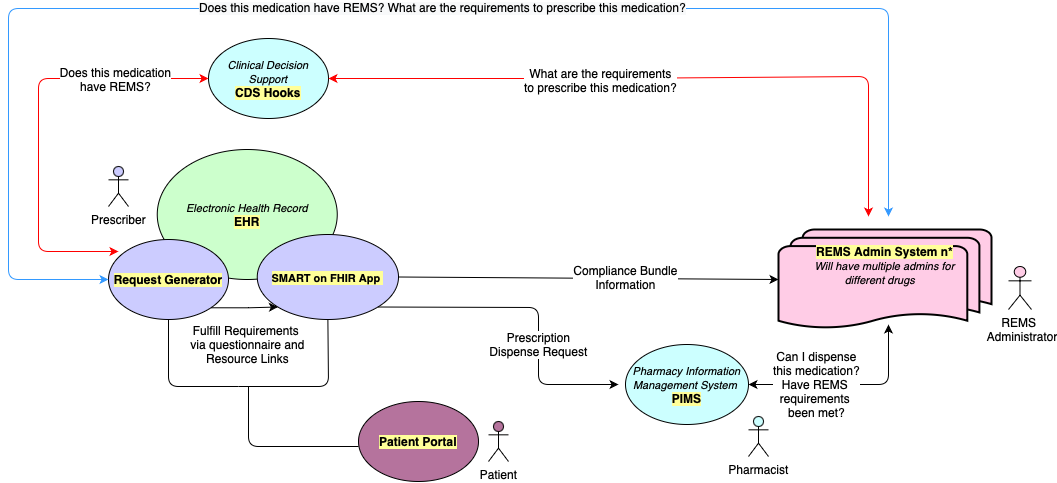 Does this medication have REMS? What are the requirements to prescribe this medication?
Clinical Decision
Support
CDS Hooks
Does this medication
have REMS?
What are the requirements
to prescribe this medication?
Prescriber
Electronic Health Record
EHR
Request Generator
SMART on FHIR App
Compliance Bundle
Information
REMS Admin System n*
Will have multiple admins for
different drugs
REMS
Administrator
Fulfill Requirements
via questionnaire and
Resource Links
Prescription
Dispense Request
Pharmacy Information
Management System
PIMS
Can I dispense
this medication?
Have REMS
requirements
been met?
Pharmacist
Patient Portal
Patient